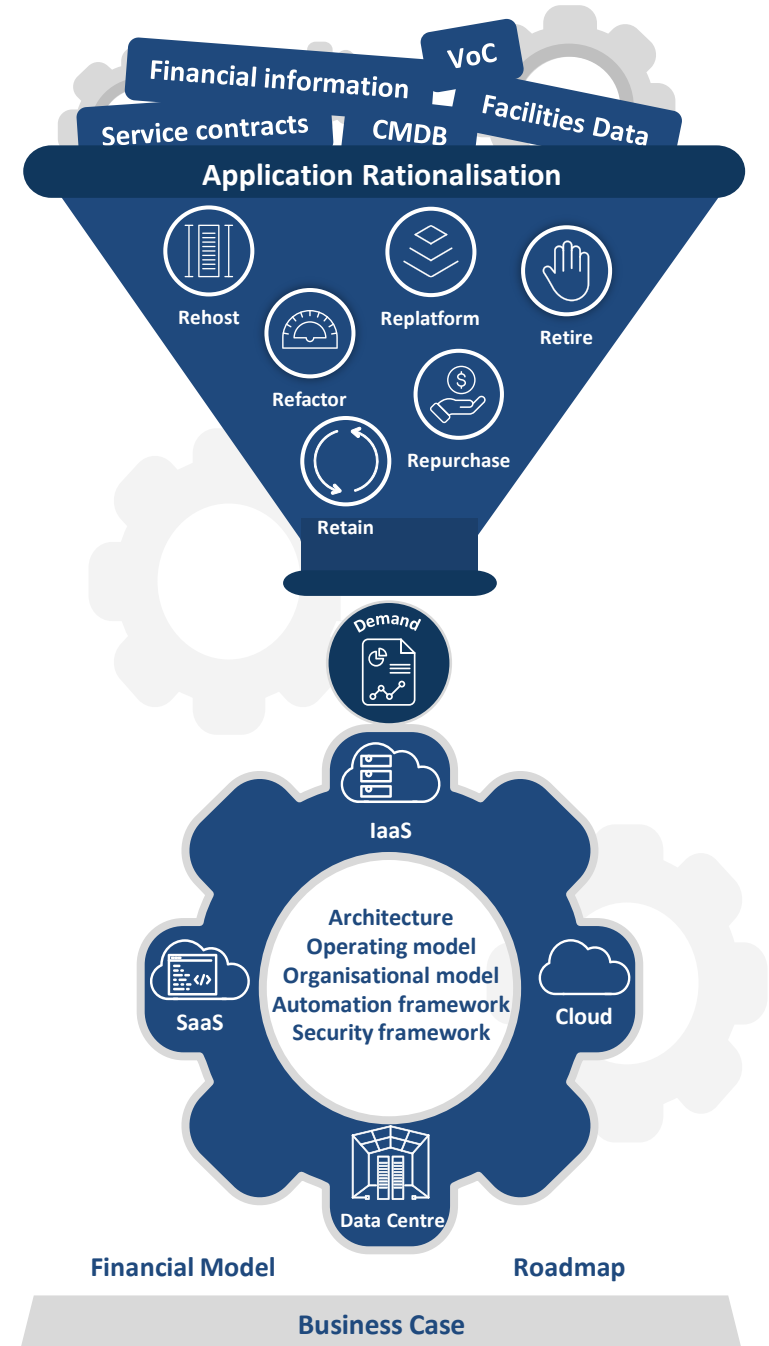 VoC
Financial information
Facilities Data
Service contracts
CMDB
Application Rationalisation
Rehost
Replatform
Retire
Refactor
Repurchase
Retain
Demand
IaaS
Architecture
Operating model
Organisational model
Automation framework
Security framework
SaaS
Cloud
Data Centre
Financial Model
Roadmap
Business Case